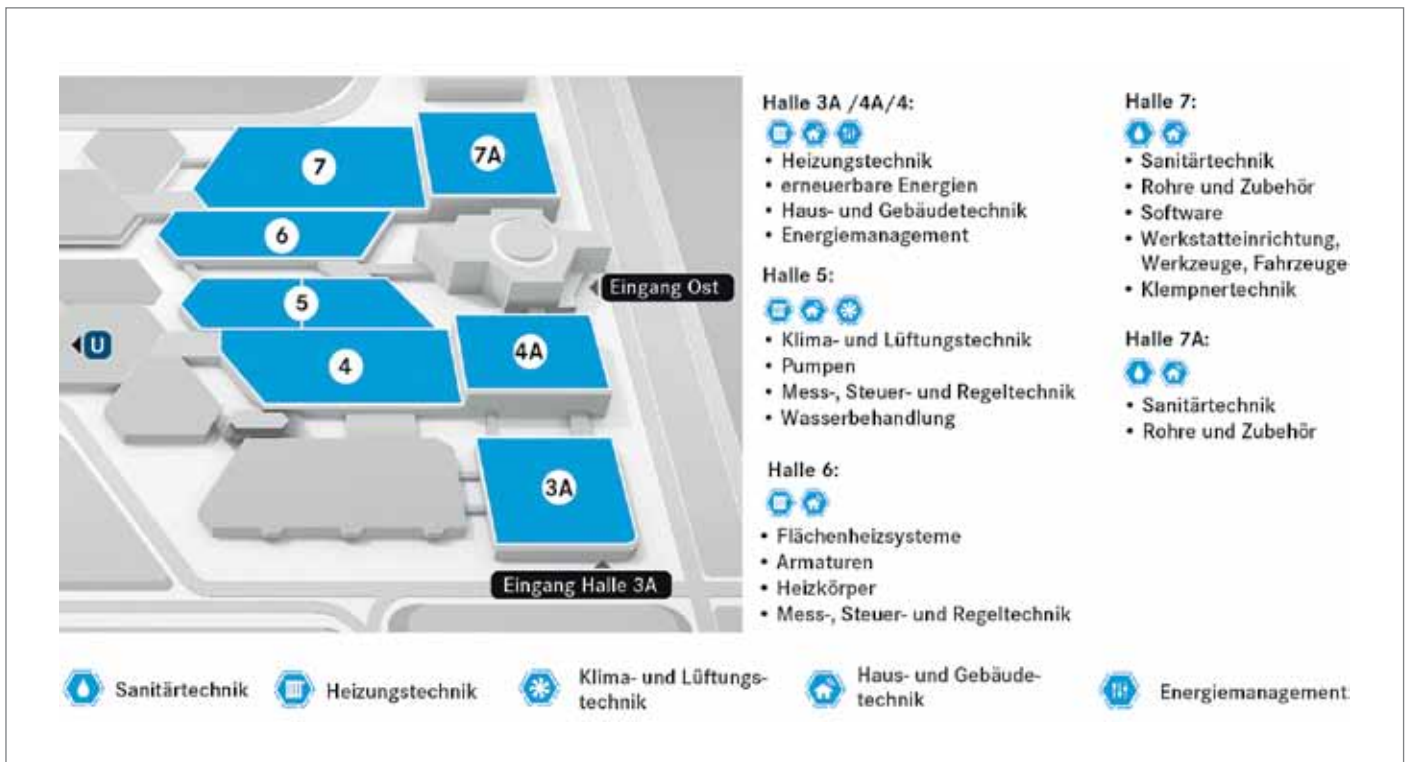 7
7A
6
Eingang Ost
5
U
4
4A
3A
Eingang Halle 3A
Halle 3A /4A/4:
• Heizungstechnik
• erneuerbare Energien
• Haus- und Gebäudetechnik
• Energiemanagement
Halle 5:
• Klima- und Lüftungstechnik
• Pumpen
• Mess-, Steuer- und Regeltechnik
• Wasserbehandlung
Halle 6:
• Flächenheizsysteme
• Armaturen
• Heizkörper
• Mess-, Steuer- und Regeltechnik
Halle 7:
• Sanitärtechnik
• Rohre und Zubehör
• Software
• Werkstatteinrichtung,
Werkzeuge, Fahrzeuge
• Klempnertechnik
Halle 7A:
• Sanitärtechnik
• Rohre und Zubehör
Sanitärtechnik
Heizungstechnik
Klima- und Lüftungs-
technik
Haus- und Gebäude-
technik
Energiemanagement